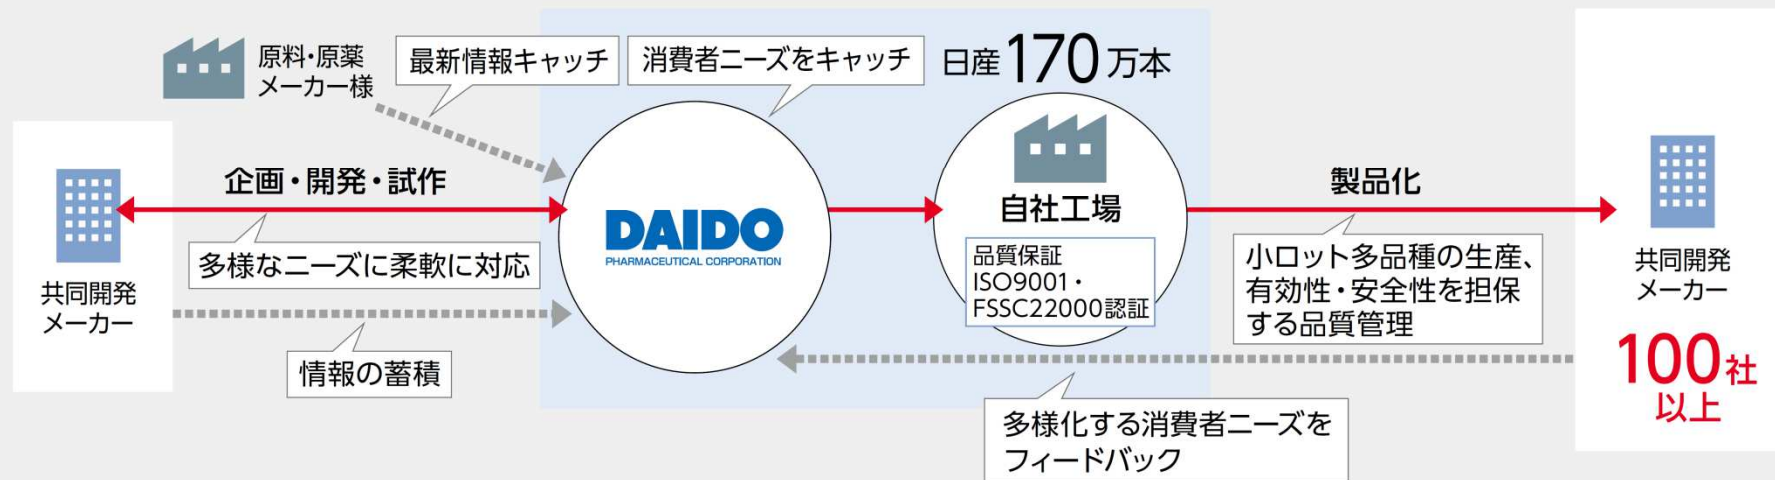 原料・原薬
メーカー様
最新情報キャッチ
消費者ニーズをキャッチ
日産170万本
企画・開発・試作
多様なニーズに柔軟に対応
共同開発
メーカー
情報の蓄積
DAIDO
PHARMACEUTICAL CORPORATION
自社工場
品質保証
ISO9001・
FSSC22000認証
製品化
小ロット多品種の生産、
有効性・安全性を担保
する品質管理
多様化する消費者ニーズを
フィードバック
共同開発
メーカー
100社
以上